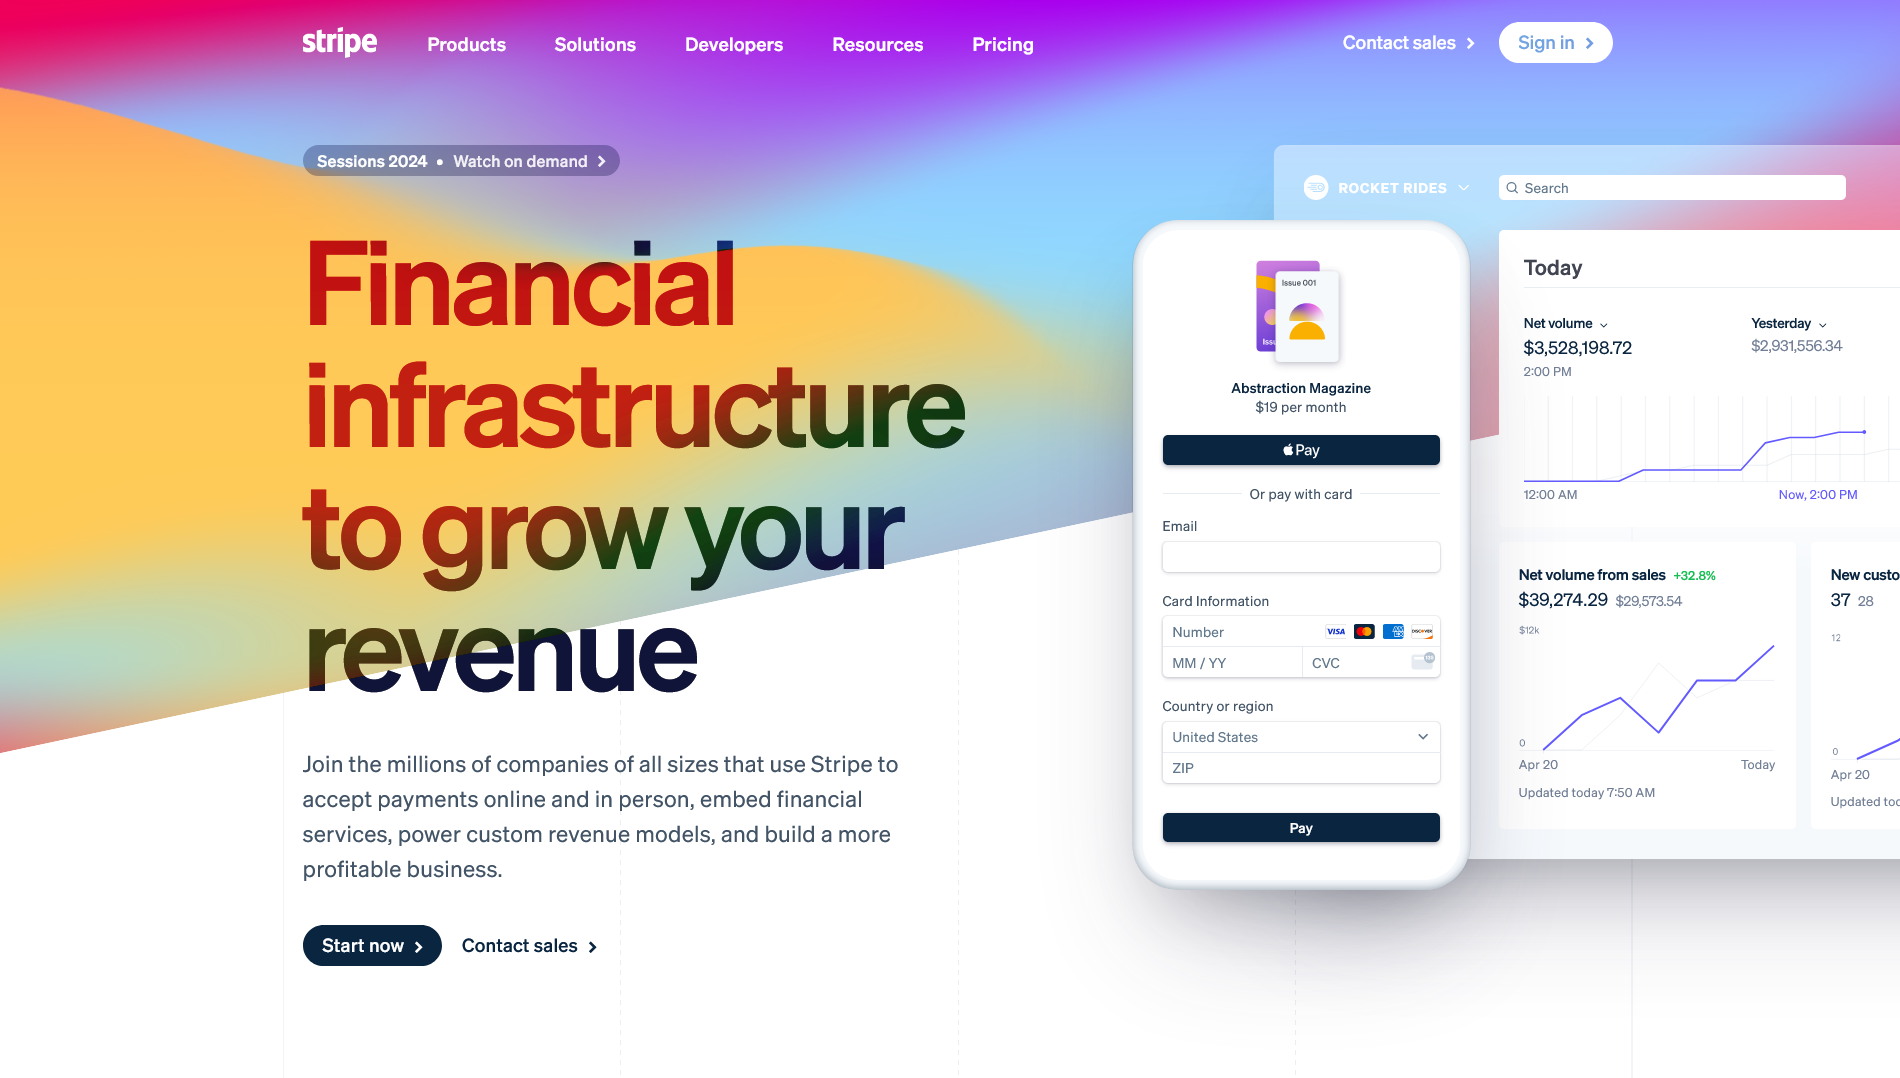 stripe
Products
Solutions
Developers
Resources
Pricing
Contact sales
Sign in
Sessions 2024 • Watch on demand
Financial
infrastructure
to grow your
revenue
Join the millions of companies of all sizes that use Stripe to
accept payments online and in person, embed financial
services, power custom revenue models, and build a more
profitable business.
Start now
Contact sales
Issue 001
Issu
Abstraction Magazine
$19 per month
Pay
Or pay with card
Email
Card Information
Number
VISA
AMEX
DISCOVER
MM / YY
CVC
Country or region
United States
ZIP
Pay
ROCKET RIDES
Search
Today
Net volume
Yesterday
$3,528,198.72
$2,931,556.34
2:00 PM
12:00 AM
Now, 2:00 PM
Net volume from sales +32.8%
$39,274.29 $29,573.54
$12k
0
Apr 20
Today
Updated today 7:50 AM
New custo
37 28
12
0
Apr 20
Updated toc